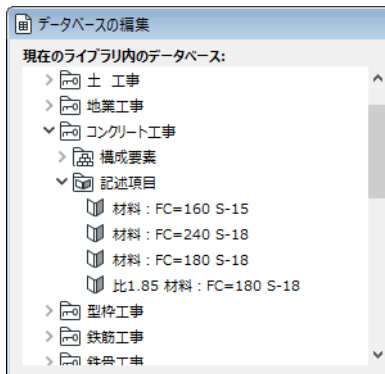 データベースの編集
現在のライブラリ内のデータベース:
土 工事
地業工事
コンクリート工事
構成要素
記述項目
材料 : FC=160 S-15
材料 : FC=240 S-18
材料 : FC=180 S-18
比1.85 材料 : FC=180 S-18
型枠工事
鉄筋工事
鉄骨工事